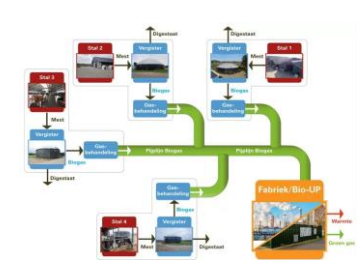 Digestaat
Digestaat
Stal 2
Vergister
Vergister
Stal 1
Mest
Mest
Biogas
Biogas
Stal 3
Gas-
behandeling
Gas-
behandeling
Mest
Vergister
Gas-
behandeling
Pijplijn Biogas
Pijplijn Biogas
Biogas
Digestaat
Gas-
behandeling
Fabriek/Bio-UP
Biogas
Stal 4
Vergister
Warmte
Mest
Digestaat
Groen gas